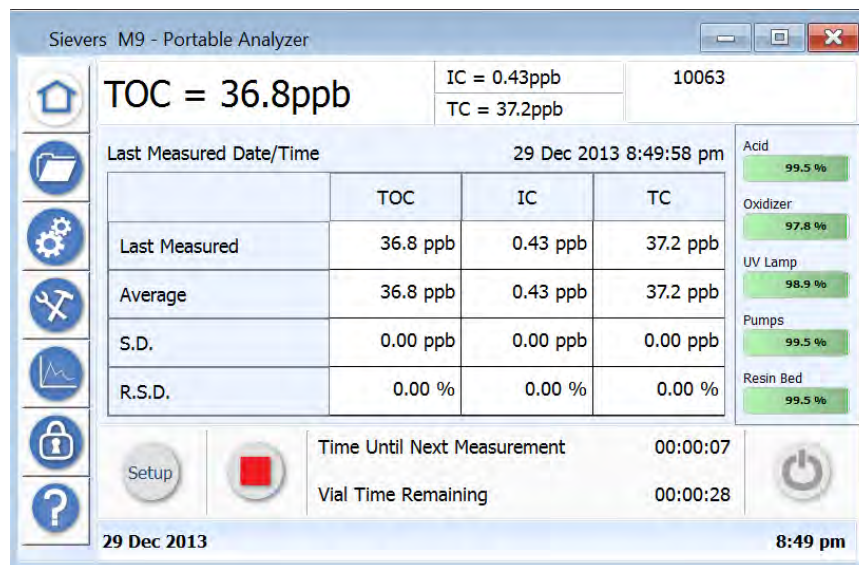 Sievers M9 - Portable Analyzer
TOC = 36.8ppb
IC = 0.43ppb
TC = 37.2ppb
10063
Last Measured Date/Time 29 Dec 2013 8:49:58 pm
TOC IC TC
Last Measured 36.8 ppb 0.43 ppb 37.2 ppb
Average 36.8 ppb 0.43 ppb 37.2 ppb
S.D. 0.00 ppb 0.00 ppb 0.00 ppb
R.S.D. 0.00 % 0.00 % 0.00 %
Acid
99.5 %
Oxidizer
97.8 %
UV Lamp
98.9 %
Pumps
99.5 %
Resin Bed
99.5 %
Setup
Time Until Next Measurement 00:00:07
Vial Time Remaining 00:00:28
?
29 Dec 2013 8:49 pm